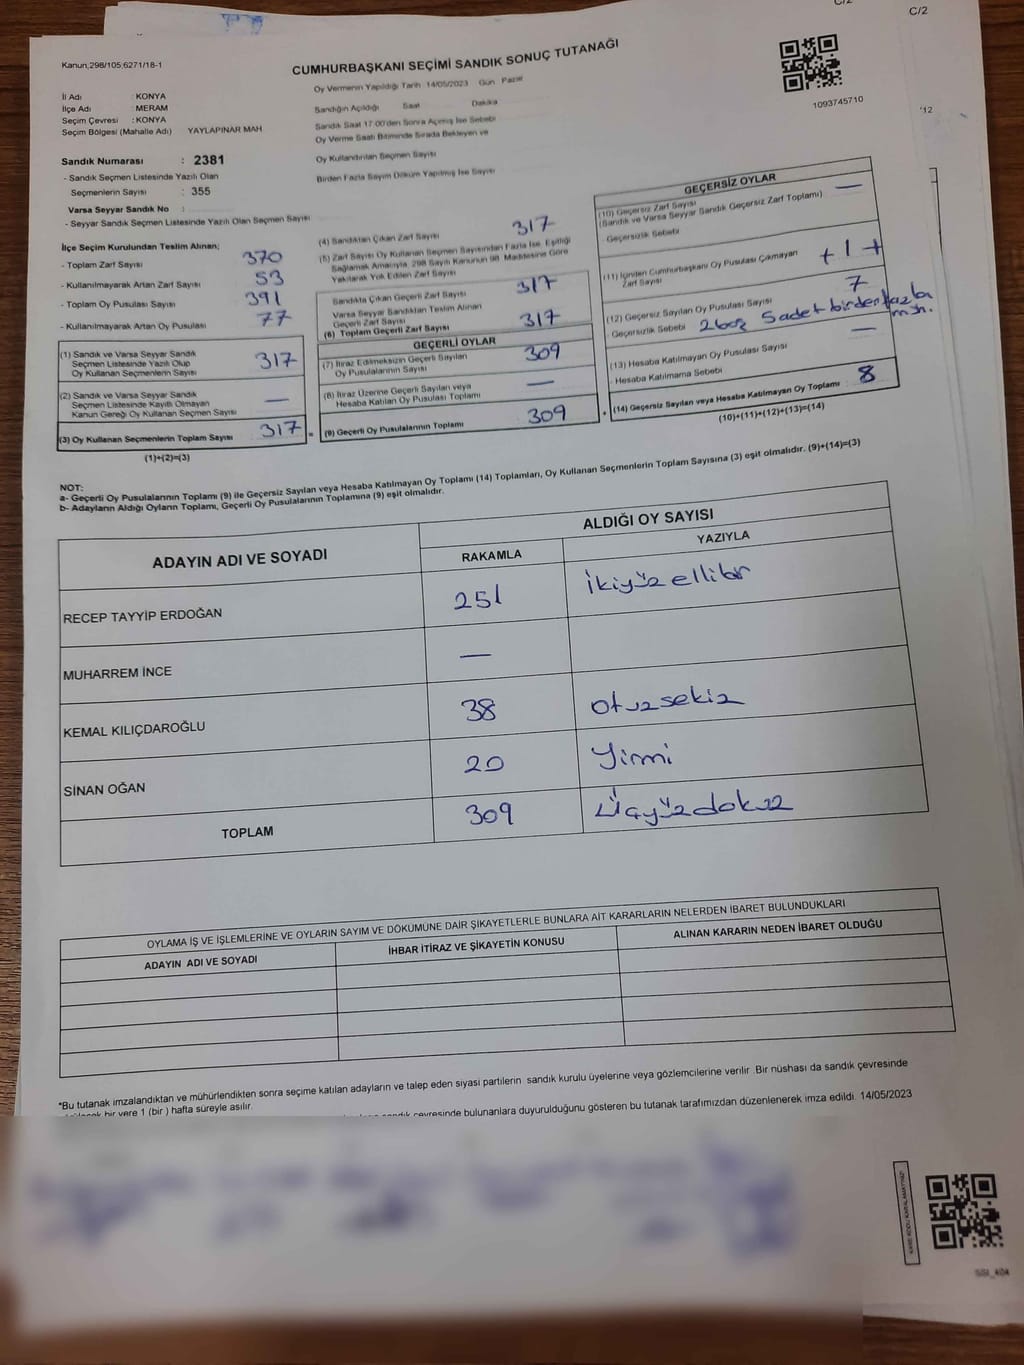 C/2
C/2
Kanun,298/105;6271/18-1
CUMHURBAŞKANI SEÇİMİ SANDIK SONUÇ TUTANAĞI
1093745710
'12
İl Adı : KONYA
İlçe Adı : MERAM
Seçim Çevresi : KONYA
Seçim Bölgesi (Mahalle Adı) YAYLAPINAR MAH
Oy Vermenin Yapıldığı Tarih 14/05/2023 Gün Pazar
Sandığın Açıldığı Saat Dakika
Sandık Saat 17:00'den Sonra Açılmış İse Sebebi
Oy Verme Saati Bitiminde Sırada Bekleyen ve
Oy Kullandırılan Seçmen Sayısı
Birden Fazla Sayım Döküm Yapılmış İse Sayısı
Sandık Numarası : 2381
- Sandık Seçmen Listesinde Yazılı Olan
Seçmenlerin Sayısı : 355
Varsa Seyyar Sandık No :
- Seyyar Sandık Seçmen Listesinde Yazılı Olan Seçmen Sayısı
İlçe Seçim Kurulundan Teslim Alınan;
- Toplam Zarf Sayısı 370
- Kullanılmayarak Artan Zarf Sayısı 53
- Toplam Oy Pusulası Sayısı 391
- Kullanılmayarak Artan Oy Pusulası 77
(1) Sandık ve Varsa Seyyar Sandık
Seçmen Listesinde Yazılı Olup
Oy Kullanan Seçmenlerin Sayısı 317
(2) Sandık ve Varsa Seyyar Sandık
Seçmen Listesinde Kayıtlı Olmayan
Kanun Gereği Oy Kullanan Seçmen Sayısı —
(3) Oy Kullanan Seçmenlerin Toplam Sayısı 317 =
(1)+(2)=(3)
(4) Sandıktan Çıkan Zarf Sayısı 317
(5) Zarf Sayısı Oy Kullanan Seçmen Sayısından Fazla İse, Eşitliği
Sağlamak Amacıyla, 298 Sayılı Kanunun 98. Maddesine Göre
Yakılarak Yok Edilen Zarf Sayısı
Sandıkta Çıkan Geçerli Zarf Sayısı 317
Varsa Seyyar Sandıktan Teslim Alınan
Geçerli Zarf Sayısı
(6) Toplam Geçerli Zarf Sayısı 317
GEÇERLİ OYLAR
(7) İtiraz Edilmeksizin Geçerli Sayılan
Oy Pusulalarının Sayısı 309
(8) İtiraz Üzerine Geçerli Sayılan veya
Hesaba Katılan Oy Pusulası Toplamı —
(9) Geçerli Oy Pusulalarının Toplamı 309 +
GEÇERSİZ OYLAR
(10) Geçersiz Zarf Sayısı —
(Sandık ve Varsa Seyyar Sandık Geçersiz Zarf Toplamı)
- Geçersizlik Sebebi
(11) İçinden Cumhurbaşkanı Oy Pusulası Çıkmayan
Zarf Sayısı + 1 +
(12) Geçersiz Sayılan Oy Pusulası Sayısı 7
- Geçersizlik Sebebi 2 boş 5 adet birden fazla
müh.
(13) Hesaba Katılmayan Oy Pusulası Sayısı —
- Hesaba Katılmama Sebebi
(14) Geçersiz Sayılan veya Hesaba Katılmayan Oy Toplamı : 8
(10)+(11)+(12)+(13)=(14)
NOT:
a- Geçerli Oy Pusulalarının Toplamı (9) ile Geçersiz Sayılan veya Hesaba Katılmayan Oy Toplamı (14) Toplamları, Oy Kullanan Seçmenlerin Toplam Sayısına (3) eşit olmalıdır. (9)+(14)=(3)
b- Adayların Aldığı Oyların Toplamı, Geçerli Oy Pusulalarının Toplamına (9) eşit olmalıdır.
ADAYIN ADI VE SOYADI
ALDIĞI OY SAYISI
RAKAMLA YAZIYLA
RECEP TAYYİP ERDOĞAN 251 ikiyüzellibir
MUHARREM İNCE —
KEMAL KILIÇDAROĞLU 38 otuzsekiz
SİNAN OĞAN 20 Yirmi
TOPLAM 309 Üçyüzdokuz
OYLAMA İŞ VE İŞLEMLERİNE VE OYLARIN SAYIM VE DÖKÜMÜNE DAİR ŞİKAYETLERLE BUNLARA AİT KARARLARIN NELERDEN İBARET BULUNDUKLARI
ADAYIN ADI VE SOYADI İHBAR İTİRAZ VE ŞİKAYETİN KONUSU ALINAN KARARIN NEDEN İBARET OLDUĞU
*Bu tutanak imzalandıktan ve mühürlendikten sonra seçime katılan adayların ve talep eden siyasi partilerin sandık kurulu üyelerine veya gözlemcilerine verilir .Bir nüshası da sandık çevresinde
bir yere 1 (bir ) hafta süreyle asılır.
sandık çevresinde bulunanlara duyurulduğunu gösteren bu tutanak tarafımızdan düzenlenerek imza edildi. 14/05/2023
KARE KODU KARALAMAYINIZ!